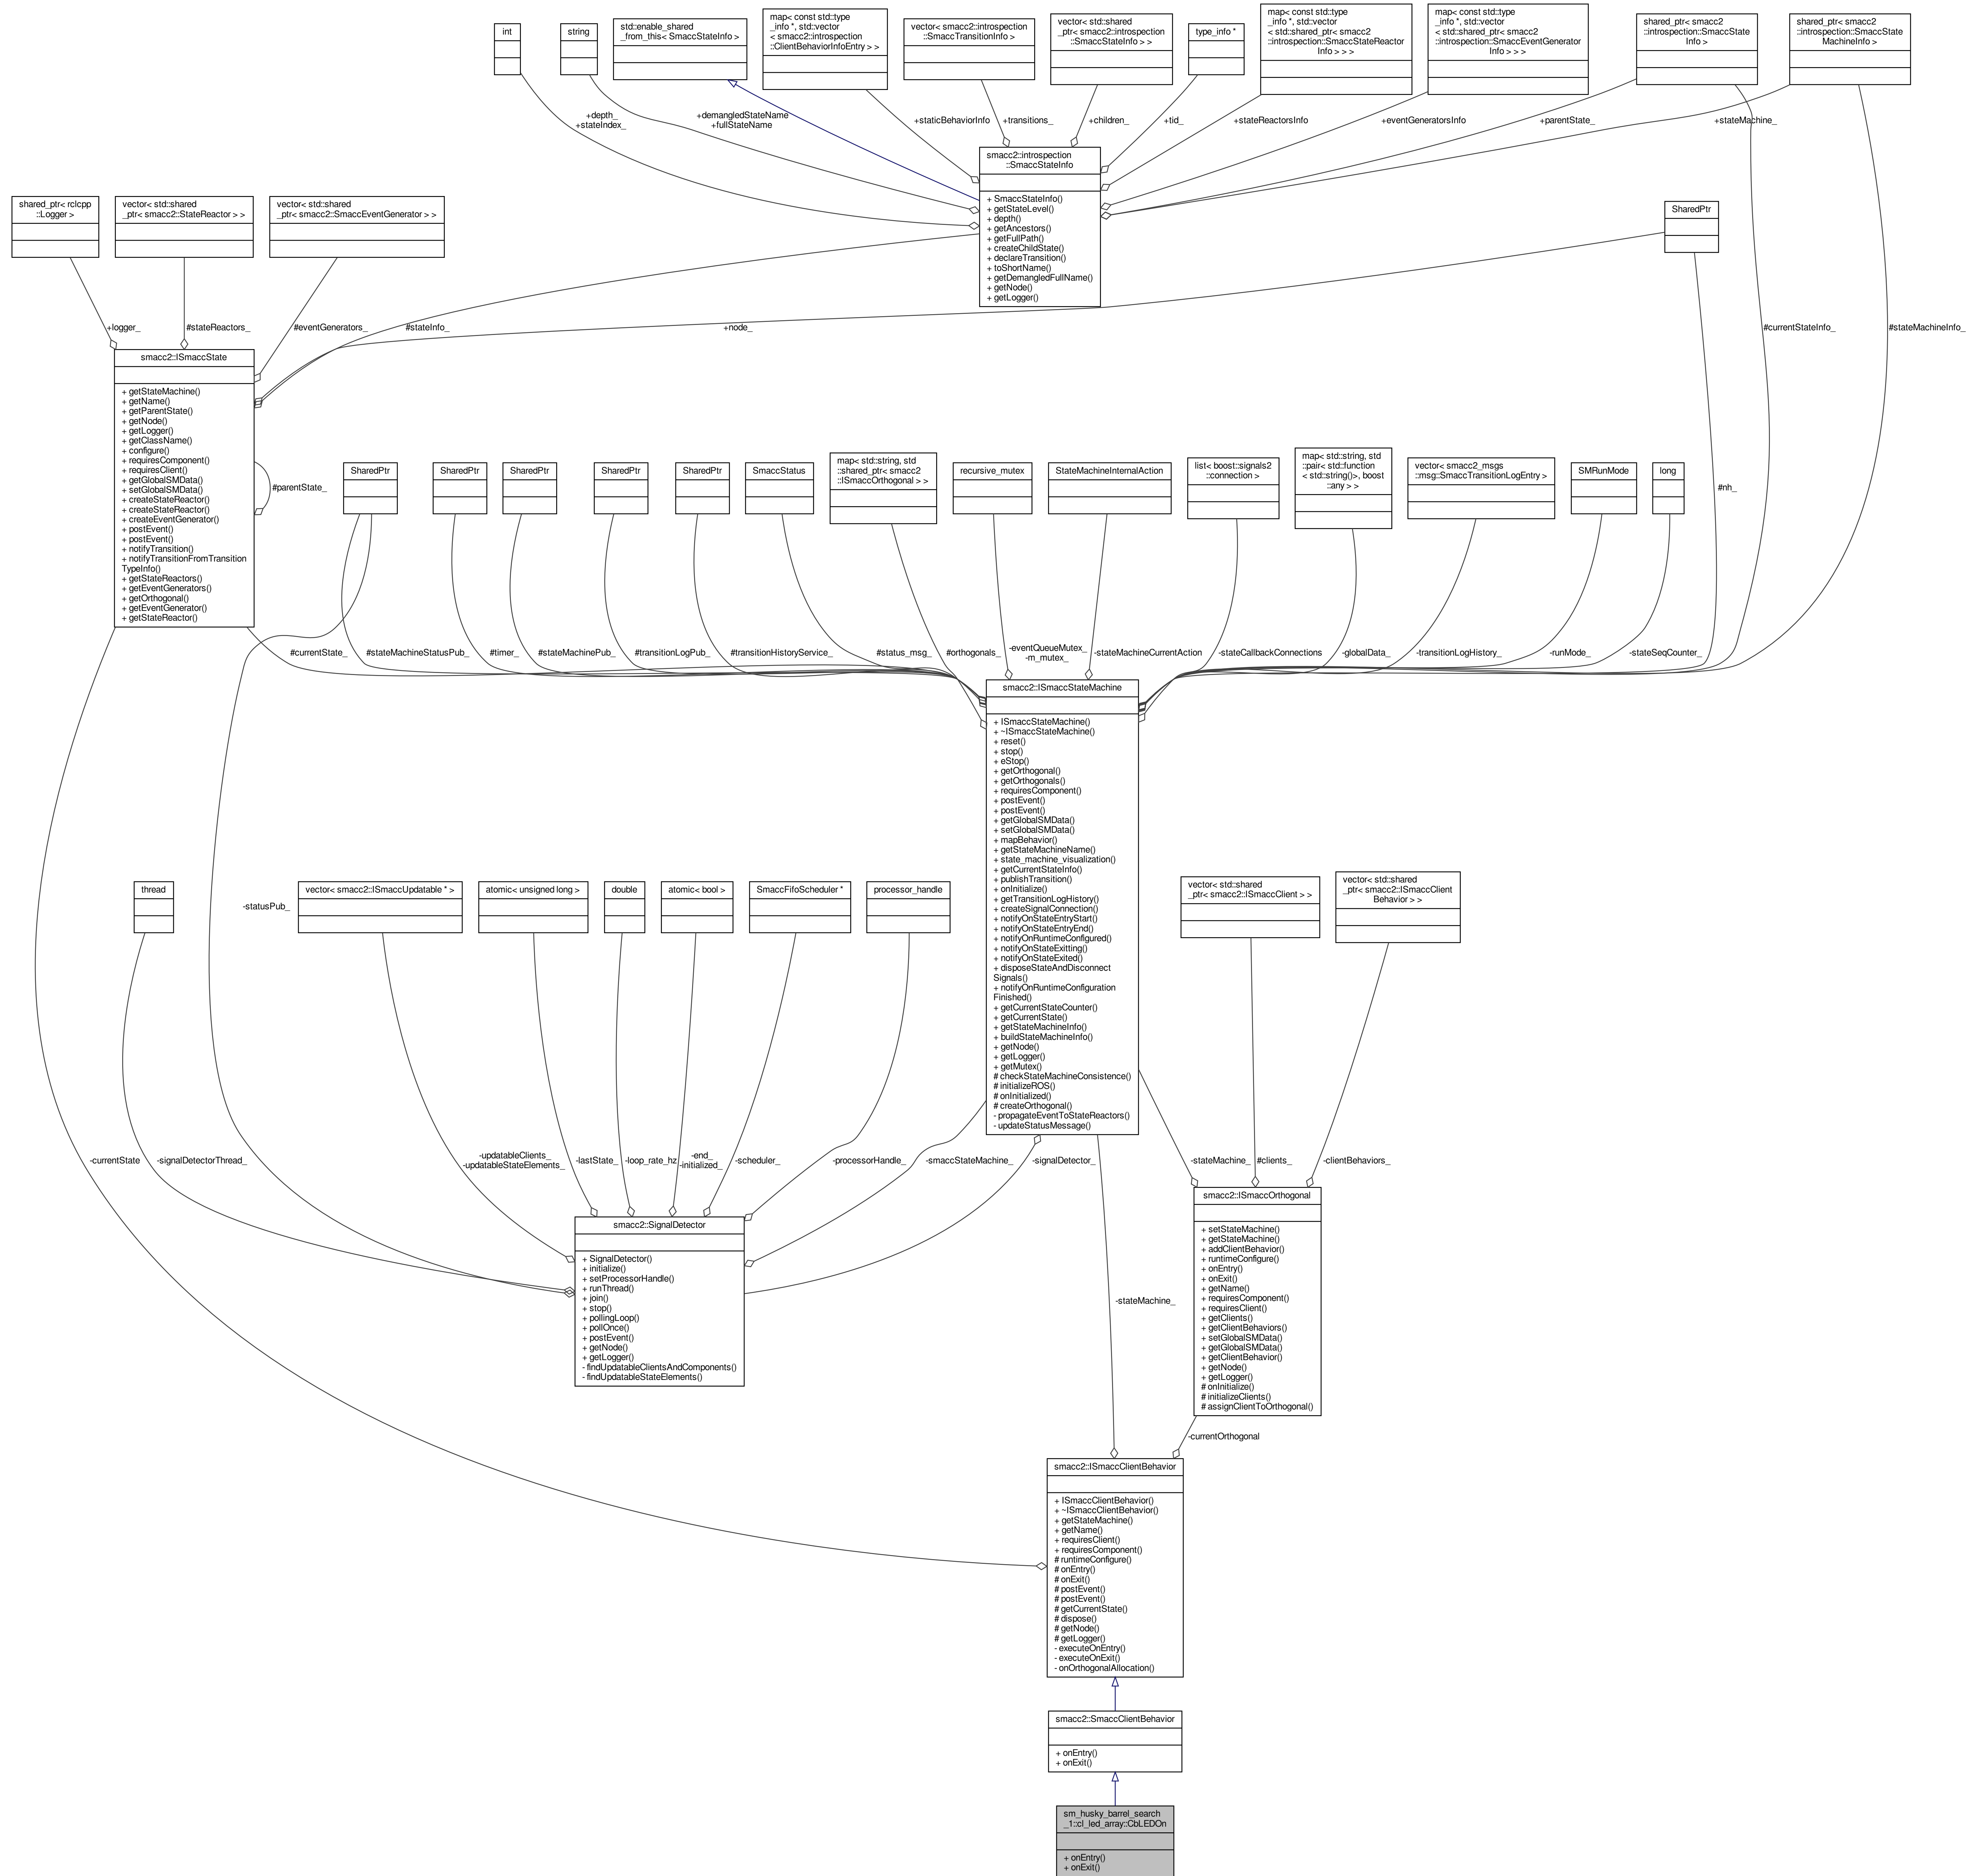 int
string
std::enable_shared
_from_this< SmaccStateInfo >
map< const std::type
_info *, std::vector
< smacc2::introspection
::ClientBehaviorInfoEntry > >
vector< smacc2::introspection
::SmaccTransitionInfo >
vector< std::shared
_ptr< smacc2::introspection
::SmaccStateInfo > >
type_info *
map< const std::type
_info *, std::vector
< std::shared_ptr< smacc2
::introspection::SmaccStateReactor
Info > > >
map< const std::type
_info *, std::vector
< std::shared_ptr< smacc2
::introspection::SmaccEventGenerator
Info > > >
shared_ptr< smacc2
::introspection::SmaccState
Info >
shared_ptr< smacc2
::introspection::SmaccState
MachineInfo >
+depth_
+stateIndex_
+demangledStateName
+fullStateName
+staticBehaviorInfo
+transitions_
+children_
+tid_
+stateReactorsInfo
+eventGeneratorsInfo
+parentState_
+stateMachine_
smacc2::introspection
::SmaccStateInfo
+ SmaccStateInfo()
+ getStateLevel()
+ depth()
+ getAncestors()
+ getFullPath()
+ createChildState()
+ declareTransition()
+ toShortName()
+ getDemangledFullName()
+ getNode()
+ getLogger()
shared_ptr< rclcpp
::Logger >
vector< std::shared
_ptr< smacc2::StateReactor > >
vector< std::shared
_ptr< smacc2::SmaccEventGenerator > >
SharedPtr
+logger_
#stateReactors_
#eventGenerators_
#stateInfo_
+node_
#currentStateInfo_
#stateMachineInfo_
smacc2::ISmaccState
+ getStateMachine()
+ getName()
+ getParentState()
+ getNode()
+ getLogger()
+ getClassName()
+ configure()
+ requiresComponent()
+ requiresClient()
+ getGlobalSMData()
+ setGlobalSMData()
+ createStateReactor()
+ createStateReactor()
+ createEventGenerator()
+ postEvent()
+ postEvent()
+ notifyTransition()
+ notifyTransitionFromTransition
TypeInfo()
+ getStateReactors()
+ getEventGenerators()
+ getOrthogonal()
+ getEventGenerator()
+ getStateReactor()
#parentState_
SharedPtr
SharedPtr
SharedPtr
SharedPtr
SharedPtr
SmaccStatus
map< std::string, std
::shared_ptr< smacc2
::ISmaccOrthogonal > >
recursive_mutex
StateMachineInternalAction
list< boost::signals2
::connection >
map< std::string, std
::pair< std::function
< std::string()>, boost
::any > >
vector< smacc2_msgs
::msg::SmaccTransitionLogEntry >
SMRunMode
long
#nh_
#currentState_
#stateMachineStatusPub_
#timer_
#stateMachinePub_
#transitionLogPub_
#transitionHistoryService_
#status_msg_
#orthogonals_
-eventQueueMutex_
-m_mutex_
-stateMachineCurrentAction
-stateCallbackConnections
-globalData_
-transitionLogHistory_
-runMode_
-stateSeqCounter_
smacc2::ISmaccStateMachine
+ ISmaccStateMachine()
+ ~ISmaccStateMachine()
+ reset()
+ stop()
+ eStop()
+ getOrthogonal()
+ getOrthogonals()
+ requiresComponent()
+ postEvent()
+ postEvent()
+ getGlobalSMData()
+ setGlobalSMData()
+ mapBehavior()
+ getStateMachineName()
+ state_machine_visualization()
+ getCurrentStateInfo()
+ publishTransition()
+ onInitialize()
+ getTransitionLogHistory()
+ createSignalConnection()
+ notifyOnStateEntryStart()
+ notifyOnStateEntryEnd()
+ notifyOnRuntimeConfigured()
+ notifyOnStateExitting()
+ notifyOnStateExited()
+ disposeStateAndDisconnect
Signals()
+ notifyOnRuntimeConfiguration
Finished()
+ getCurrentStateCounter()
+ getCurrentState()
+ getStateMachineInfo()
+ buildStateMachineInfo()
+ getNode()
+ getLogger()
+ getMutex()
# checkStateMachineConsistence()
# initializeROS()
# onInitialized()
# createOrthogonal()
- propagateEventToStateReactors()
- updateStatusMessage()
thread
-statusPub_
vector< smacc2::ISmaccUpdatable * >
atomic< unsigned long >
double
atomic< bool >
SmaccFifoScheduler *
processor_handle
vector< std::shared
_ptr< smacc2::ISmaccClient > >
vector< std::shared
_ptr< smacc2::ISmaccClient
Behavior > >
-currentState
-signalDetectorThread_
-updatableClients_
-updatableStateElements_
-lastState_
-loop_rate_hz
-end_
-initialized_
-scheduler_
-processorHandle_
-smaccStateMachine_
-signalDetector_
-stateMachine_
#clients_
-clientBehaviors_
smacc2::SignalDetector
+ SignalDetector()
+ initialize()
+ setProcessorHandle()
+ runThread()
+ join()
+ stop()
+ pollingLoop()
+ pollOnce()
+ postEvent()
+ getNode()
+ getLogger()
- findUpdatableClientsAndComponents()
- findUpdatableStateElements()
-stateMachine_
smacc2::ISmaccOrthogonal
+ setStateMachine()
+ getStateMachine()
+ addClientBehavior()
+ runtimeConfigure()
+ onEntry()
+ onExit()
+ getName()
+ requiresComponent()
+ requiresClient()
+ getClients()
+ getClientBehaviors()
+ setGlobalSMData()
+ getGlobalSMData()
+ getClientBehavior()
+ getNode()
+ getLogger()
# onInitialize()
# initializeClients()
# assignClientToOrthogonal()
-currentOrthogonal
smacc2::ISmaccClientBehavior
+ ISmaccClientBehavior()
+ ~ISmaccClientBehavior()
+ getStateMachine()
+ getName()
+ requiresClient()
+ requiresComponent()
# runtimeConfigure()
# onEntry()
# onExit()
# postEvent()
# postEvent()
# getCurrentState()
# dispose()
# getNode()
# getLogger()
- executeOnEntry()
- executeOnExit()
- onOrthogonalAllocation()
smacc2::SmaccClientBehavior
+ onEntry()
+ onExit()
sm_husky_barrel_search
_1::cl_led_array::CbLEDOn
+ onEntry()
+ onExit()